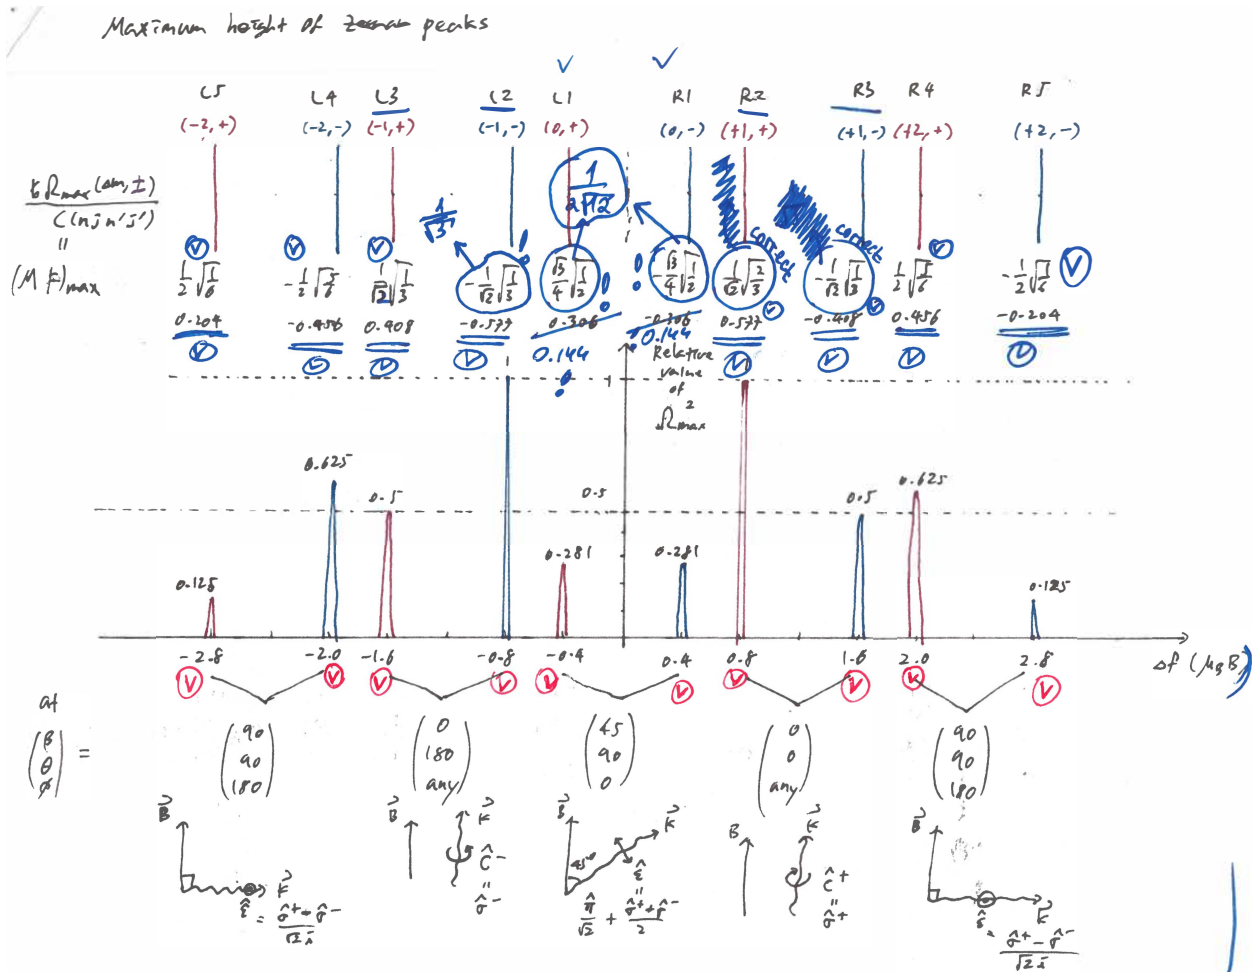 Maximum height of peaks
L5 L4 L3 L2 L1 R1 R2 R3 R4 R5
(-2,+) (-2,-) (-1,+) (-1,-) (0,+) (0,-) (+1,+) (+1,-) (+2,+) (+2,-)
ħΩmax(Δm,±) / C(nj n'j')
"
(M F)max
1/√3
1/(2√12)
correct
correct
1/2 √(1/6) -1/2 √(5/6) 1/√2 √(1/3) -1/√2 √(1/3) √3/4 √(1/2) -√3/4 √(1/2) 1/√2 √(2/3) -1/√2 √(1/3) 1/2 √(5/6) -1/2 √(1/6)
0.204 -0.456 0.408 -0.577 0.306 -0.306 0.577 -0.408 0.456 -0.204
0.144 ! 0.144 !
Relative
value
of
Ω²max
1 1
0.625 0.5 0.5 0.5 0.625
0.125 0.281 0.281 0.125
-2.8 -2.0 -1.6 -0.8 -0.4 0.4 0.8 1.6 2.0 2.8 Δf (μBB)
at
(β θ φ) = (90 90 180) (0 180 any) (45 90 0) (0 0 any) (90 90 180)
B k ε̂ = (σ̂⁺ - σ̂⁻)/(√2 i)
B k ĉ⁻ " σ̂⁻
B k 45° ε̂ " π̂/√2 + (σ̂⁺ + σ̂⁻)/2
B k ĉ⁺ " σ̂⁺
B k ε̂ = (σ̂⁺ - σ̂⁻)/(√2 i)